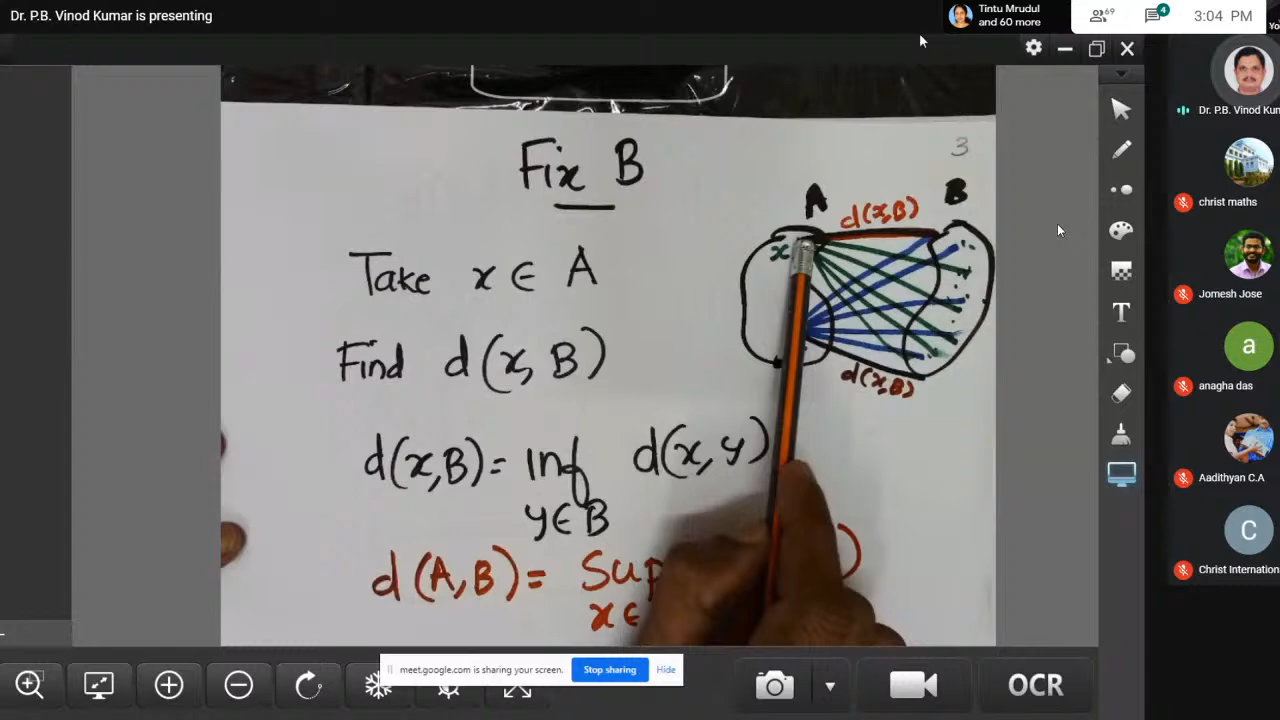 Dr. P.B. Vinod Kumar is presenting
Tintu Mrudul
and 60 more
69
4
3:04 PM
Fix B
3
A
B
d(x,B)
Take x ∈ A
x
Find d(x,B)
d(x,B)
d(x,B) = inf d(x,y)
y∈B
d(A,B) = Sup )
x∈
Dr. P.B. Vinod Kumar
christ maths
Jomesh Jose
a
anagha das
Aadithyan C.A
C
Christ Internationa
T
meet.google.com is sharing your screen.
Stop sharing
Hide
OCR